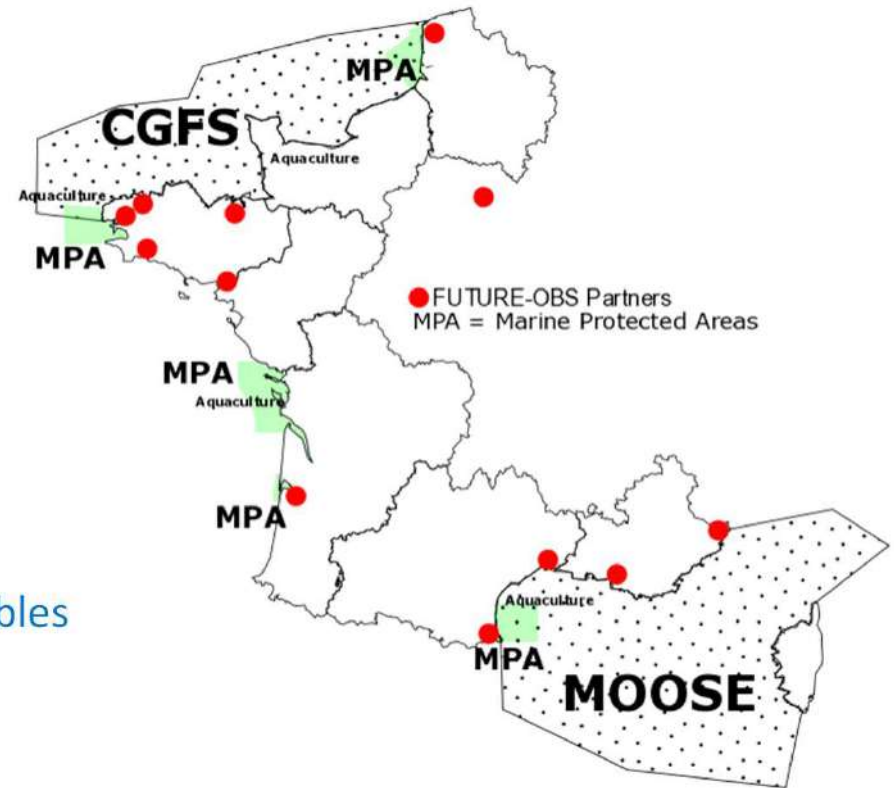 MPA
CGFS
Aquaculture
Aquaculture
MPA
FUTURE-OBS Partners
MPA = Marine Protected Areas
MPA
Aquaculture
MPA
Aquaculture
bles
MPA
MOOSE